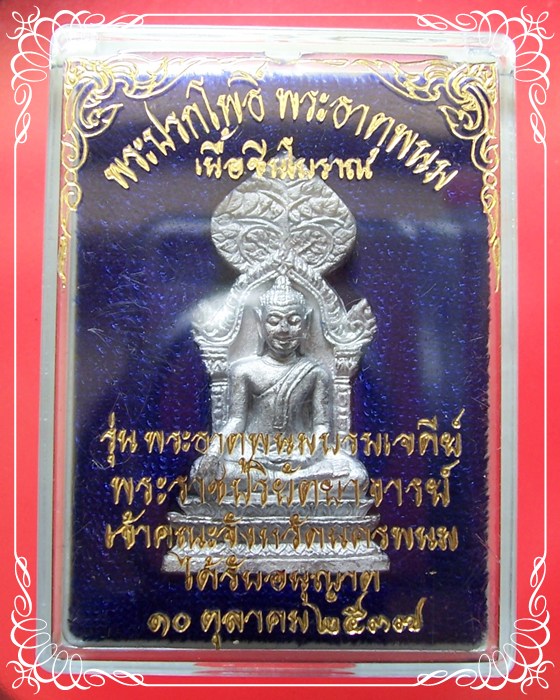 พระปรกโพธิ์ พระธาตุพนม
เนื้อชินโบราณ
รุ่น พระธาตุพนมบรมเจดีย์
พระราชปริยัตยาจารย์
เจ้าคณะจังหวัดนครพนม
ได้รับอนุญาต
๑๐ ตุลาคม ๒๕๓๗